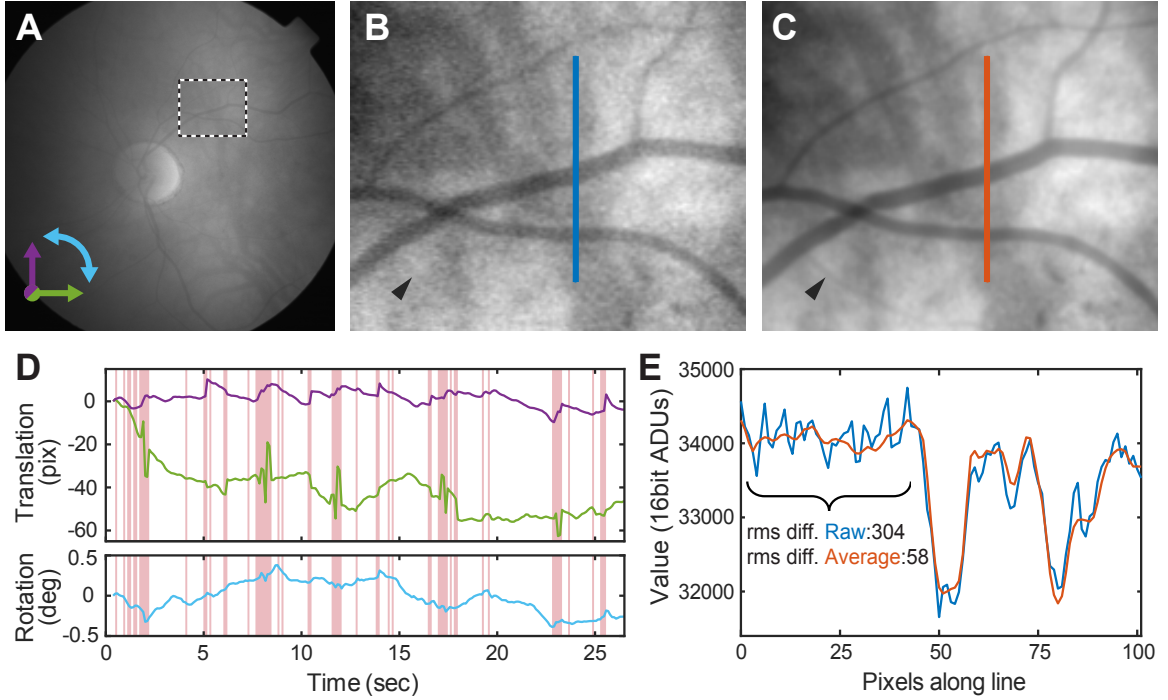 A
B
C
D
0
-20
-40
-60
Translation
(pix)
0.5
0
-0.5
Rotation
(deg)
0
5
10
15
20
25
Time (sec)
E
35000
34000
33000
32000
Value (16bit ADUs)
rms diff. Raw:304
rms diff. Average:58
0
25
50
75
100
Pixels along line